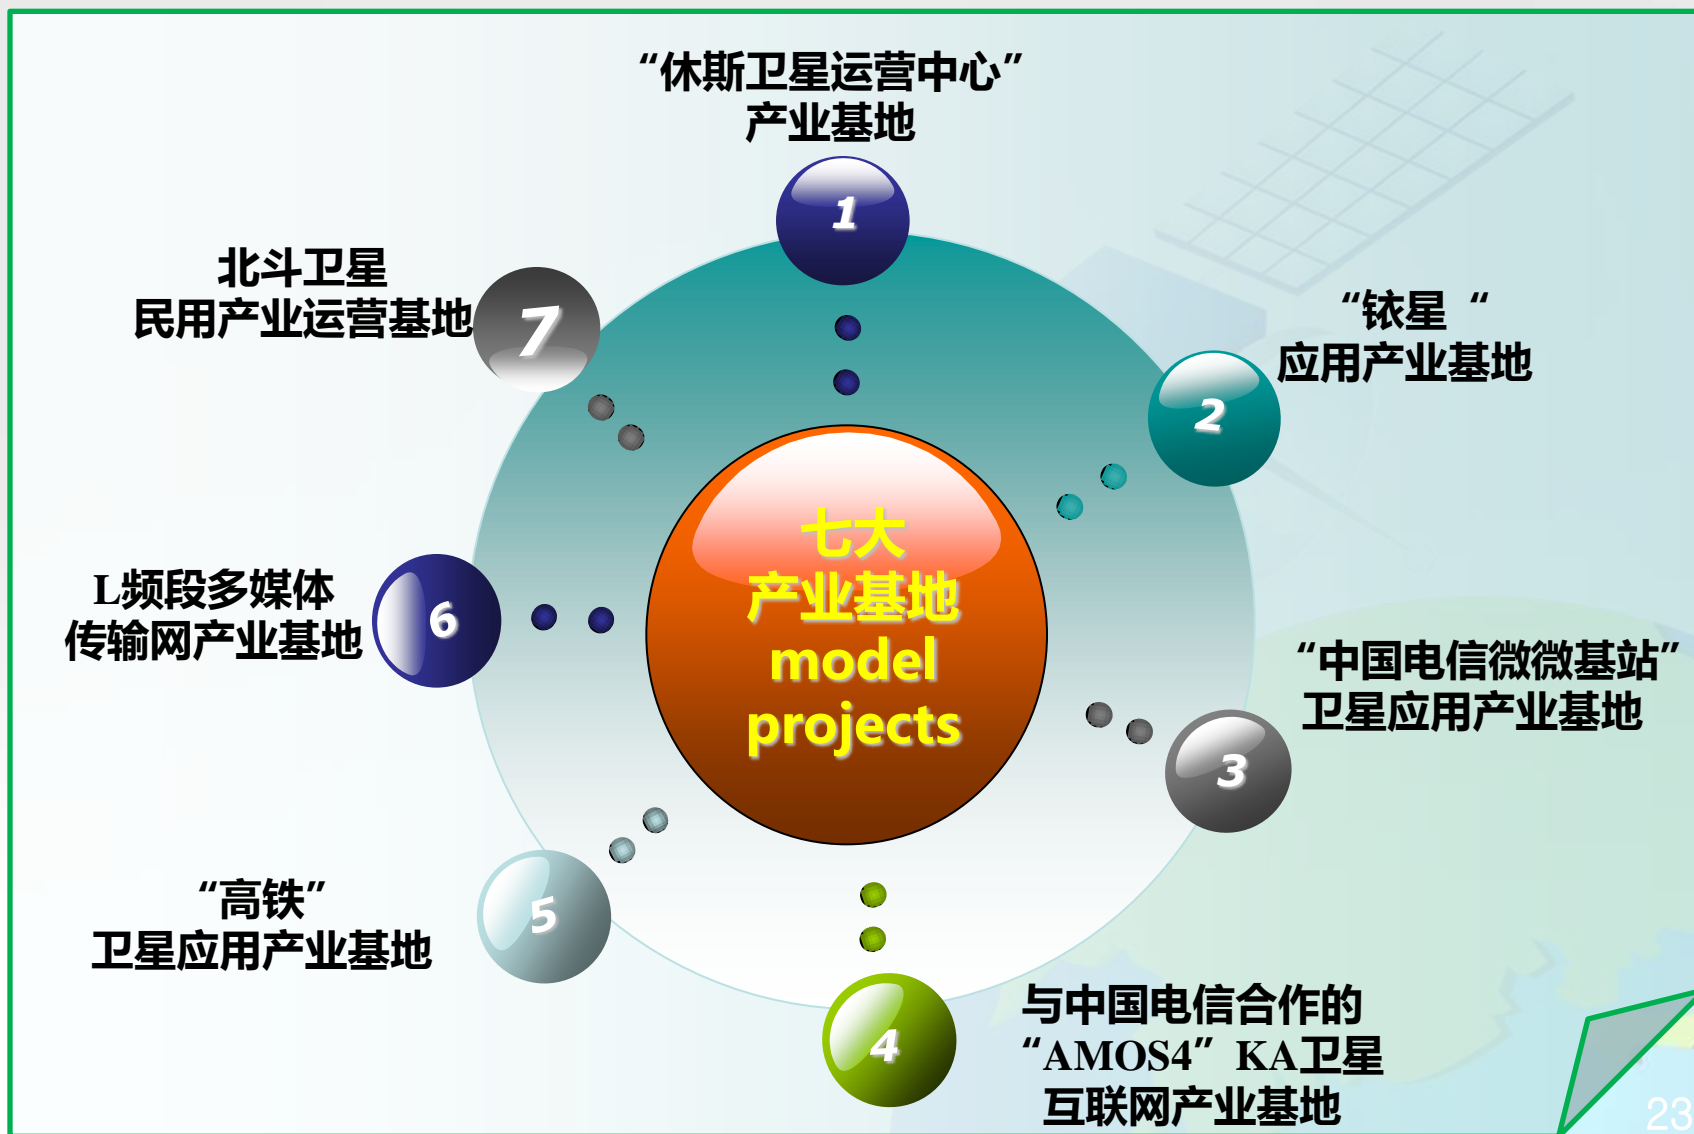 “休斯卫星运营中心”
产业基地
1
“铱星 “
应用产业基地
2
“中国电信微微基站”
卫星应用产业基地
3
与中国电信合作的
“AMOS4”KA卫星
互联网产业基地
4
“高铁”
卫星应用产业基地
5
L频段多媒体
传输网产业基地
6
北斗卫星
民用产业运营基地
7
七大
产业基地
model
projects
23